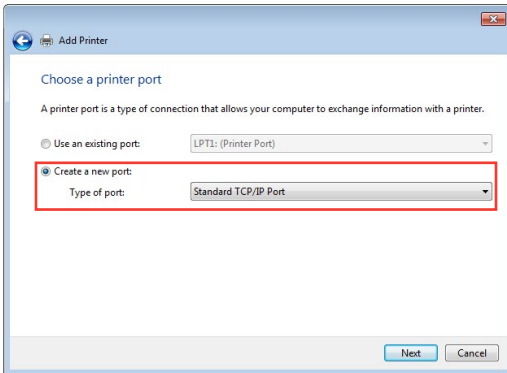 Add Printer
Choose a printer port
A printer port is a type of connection that allows your computer to exchange information with a printer.
Use an existing port: LPT1: (Printer Port)
Create a new port:
Type of port: Standard TCP/IP Port
Next Cancel